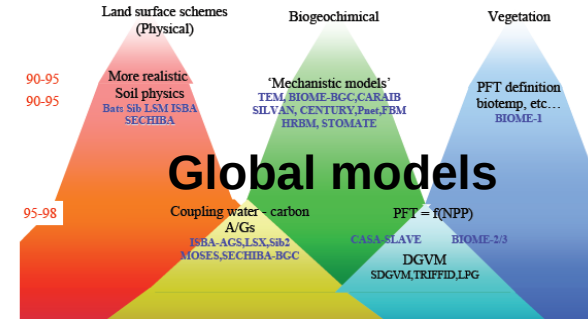 Land surface schemes
(Physical)
Biogeochimical
Vegetation
90-95
90-95
More realistic
Soil physics
Bats Sib LSM ISBA
SECHIBA
‘Mechanistic models’
TEM, BIOME-BGC,CARAIB
SILVAN, CENTURY,Pnet,FBM
HRBM, STOMATE
PFT definition
biotemp, etc…
BIOME-1
Global models
95-98
Coupling water - carbon
A/Gs
ISBA-AGS,LSX,Sib2
MOSES,SECHIBA-BGC
PFT = f(NPP)
CASA-SLAVE BIOME-2/3
DGVM
SDGVM,TRIFFID,LPG